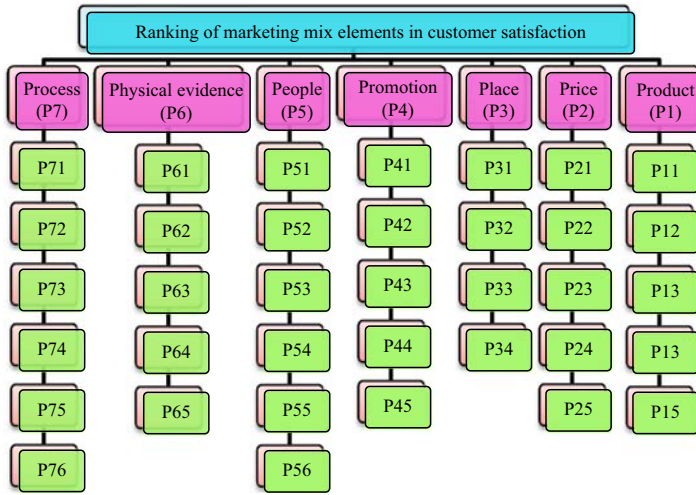 Ranking of marketing mix elements in customer satisfaction
Process
(P7)
Physical evidence
(P6)
People
(P5)
Promotion
(P4)
Place
(P3)
Price
(P2)
Product
(P1)
P71
P61
P51
P41
P31
P21
P11
P72
P62
P52
P42
P32
P22
P12
P73
P63
P53
P43
P33
P23
P13
P74
P64
P54
P44
P34
P24
P13
P75
P65
P55
P45
P25
P15
P76
P56